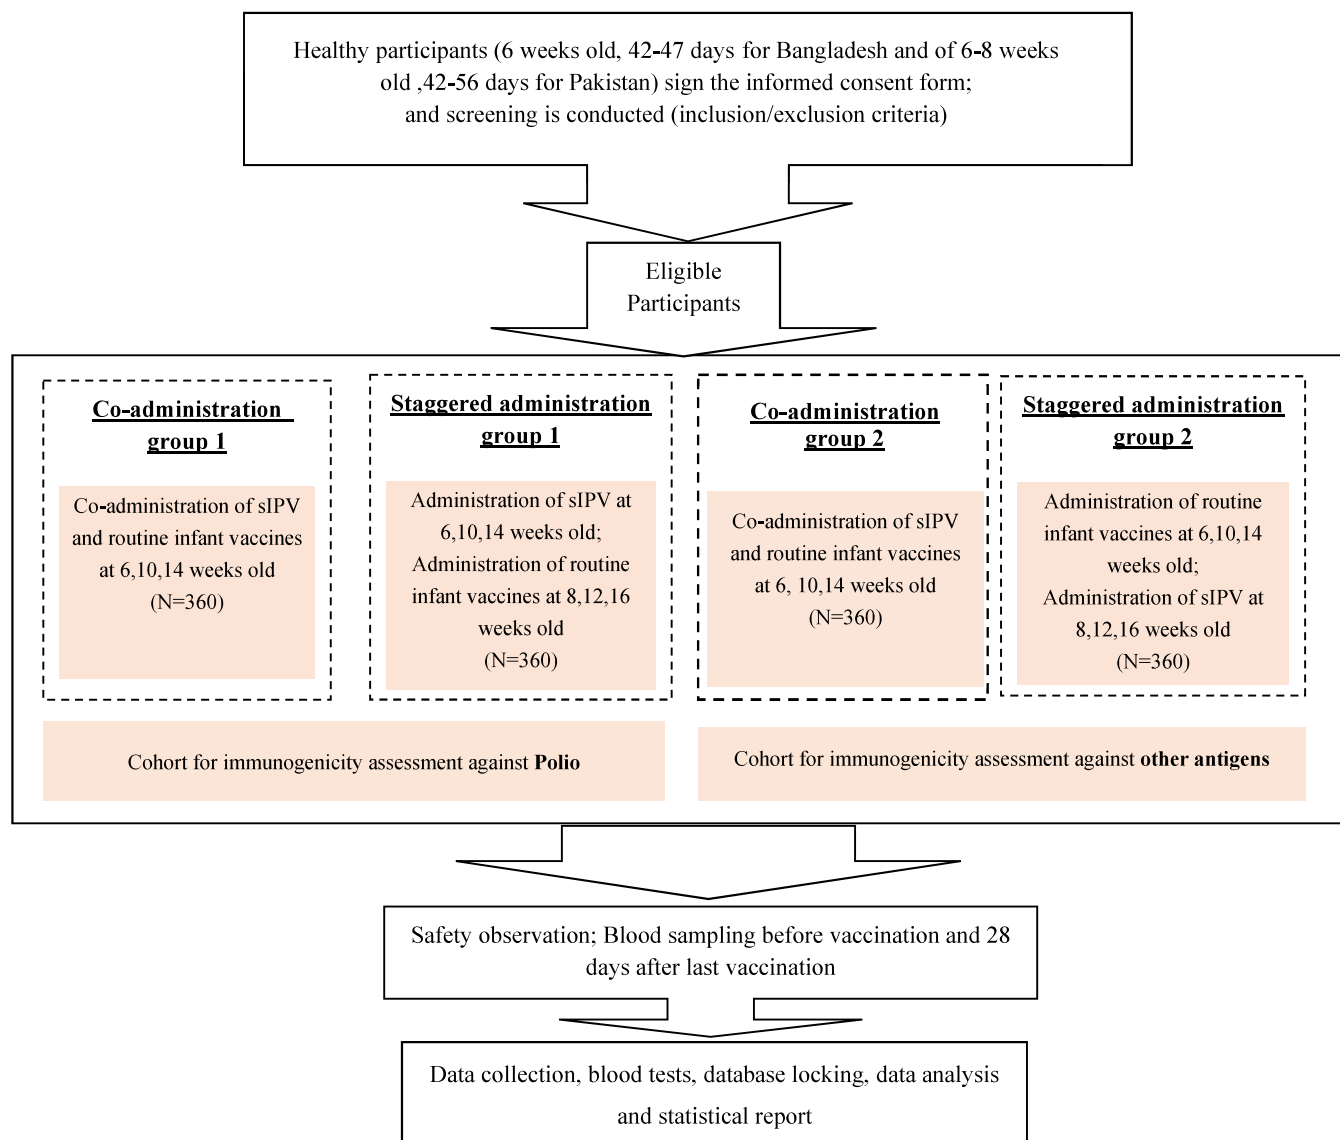 Healthy participants (6 weeks old, 42-47 days for Bangladesh and of 6-8 weeks
old ,42-56 days for Pakistan) sign the informed consent form;
and screening is conducted (inclusion/exclusion criteria)
Eligible
Participants
Co-administration
group 1
Co-administration of sIPV
and routine infant vaccines
at 6,10,14 weeks old
(N=360)
Staggered administration
group 1
Administration of sIPV at
6,10,14 weeks old;
Administration of routine
infant vaccines at 8,12,16
weeks old
(N=360)
Co-administration
group 2
Co-administration of sIPV
and routine infant vaccines
at 6, 10,14 weeks old
(N=360)
Staggered administration
group 2
Administration of routine
infant vaccines at 6,10,14
weeks old;
Administration of sIPV at
8,12,16 weeks old
(N=360)
Cohort for immunogenicity assessment against Polio
Cohort for immunogenicity assessment against other antigens
Safety observation; Blood sampling before vaccination and 28
days after last vaccination
Data collection, blood tests, database locking, data analysis
and statistical report